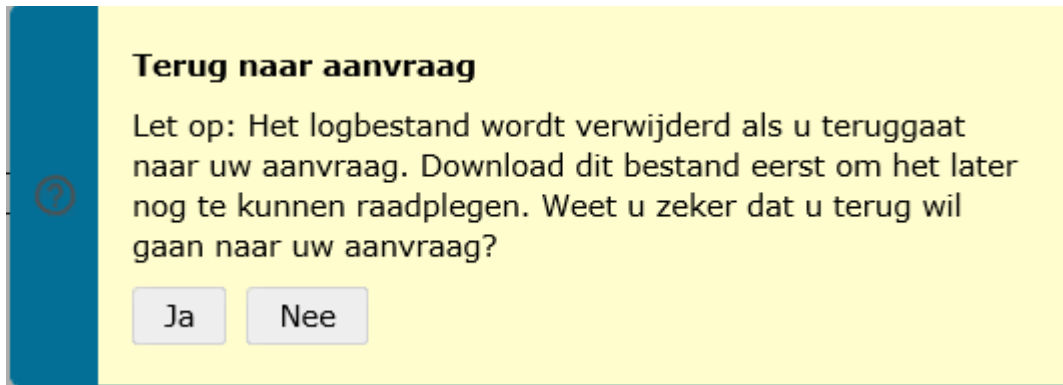 Terug naar aanvraag
Let op: Het logbestand wordt verwijderd als u teruggaat
naar uw aanvraag. Download dit bestand eerst om het later
nog te kunnen raadplegen. Weet u zeker dat u terug wil
gaan naar uw aanvraag?
Ja Nee